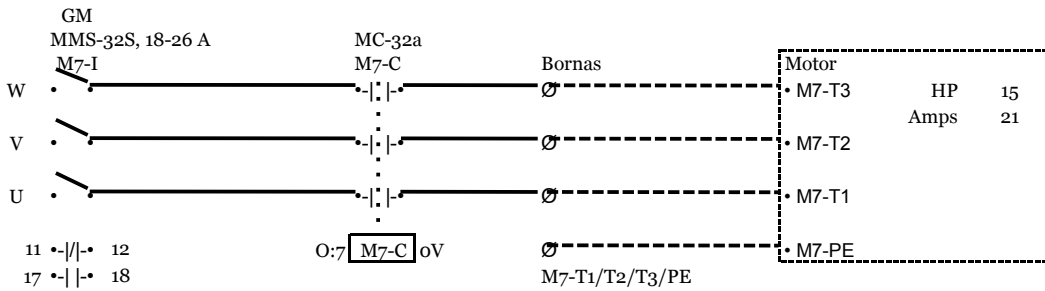 GM
MMS-32S, 18-26 A MC-32a
M7-I M7-C Bornas Motor
W Ø M7-T3 HP 15
Amps 21
V Ø M7-T2
U Ø M7-T1
11 •-|/|-• 12 O:7 M7-C 0V Ø M7-PE
17 •-| |-• 18 M7-T1/T2/T3/PE